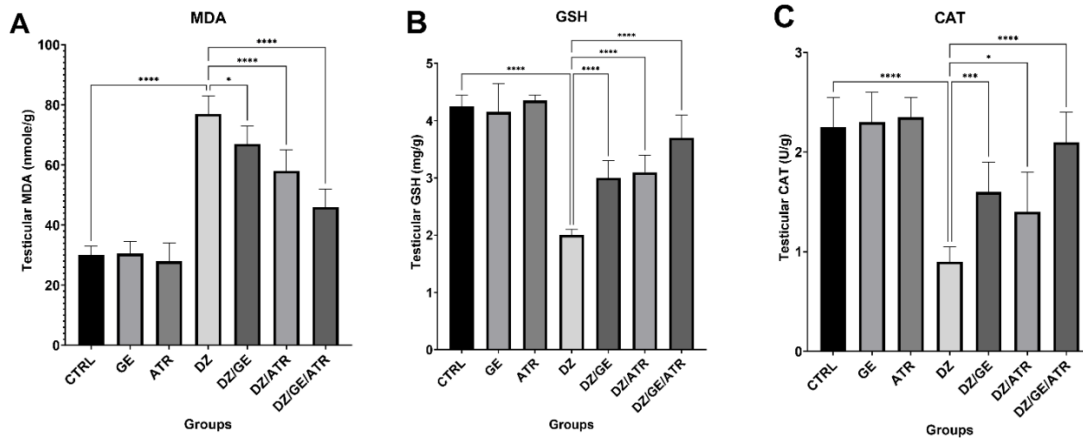 A
MDA
Testicular MDA (nmole/g)
100
80
60
40
20
0
****
****
****
*
CTRL
GE
ATR
DZ
DZ/GE
DZ/ATR
DZ/GE/ATR
Groups
B
GSH
Testicular GSH (mg/g)
5
4
3
2
1
0
****
****
****
****
CTRL
GE
ATR
DZ
DZ/GE
DZ/ATR
DZ/GE/ATR
Groups
C
CAT
Testicular CAT (U/g)
3
2
1
0
****
*
****
***
CTRL
GE
ATR
DZ
DZ/GE
DZ/ATR
DZ/GE/ATR
Groups